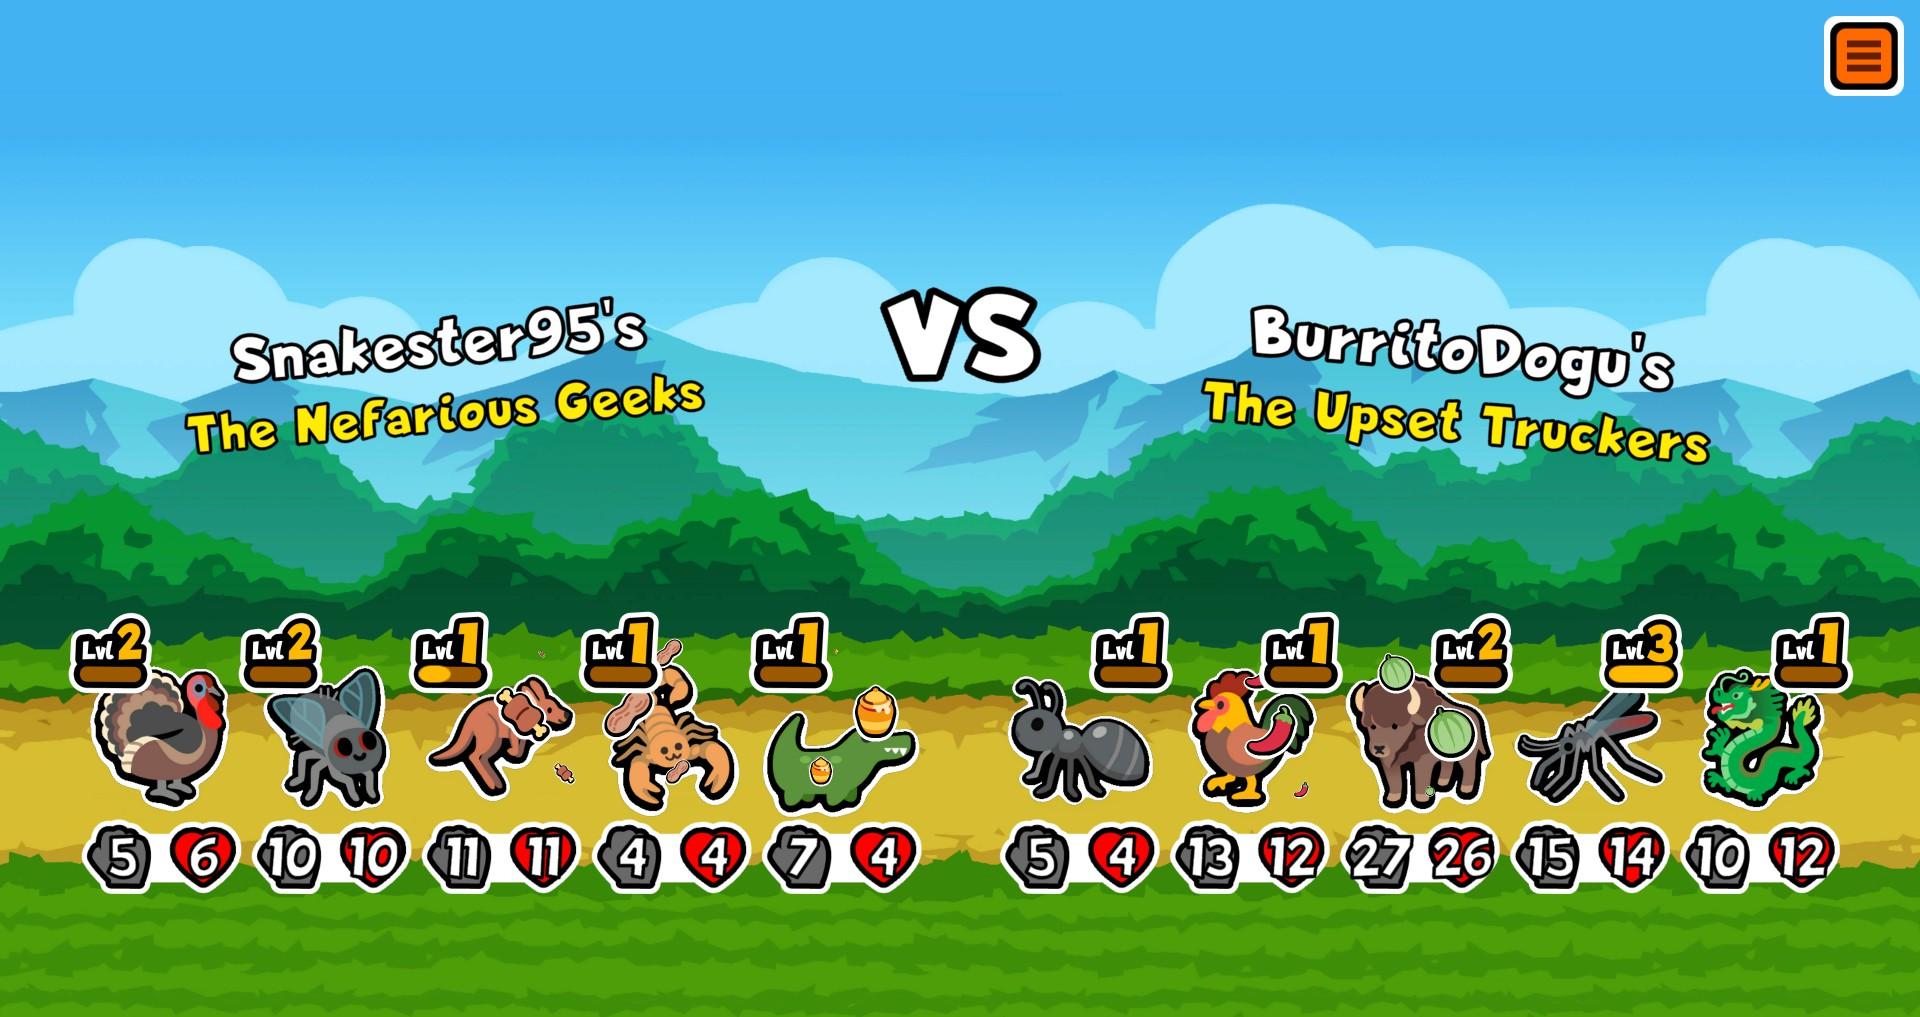 Snakester95's
The Nefarious Geeks
VS
BurritoDogu's
The Upset Truckers
Lvl2
Lvl2
Lvl1
Lvl1
Lvl1
Lvl1
Lvl1
Lvl2
Lvl3
Lvl1
5 6 10 10 11 11 4 4 7 4 5 4 13 12 27 26 15 14 10 12